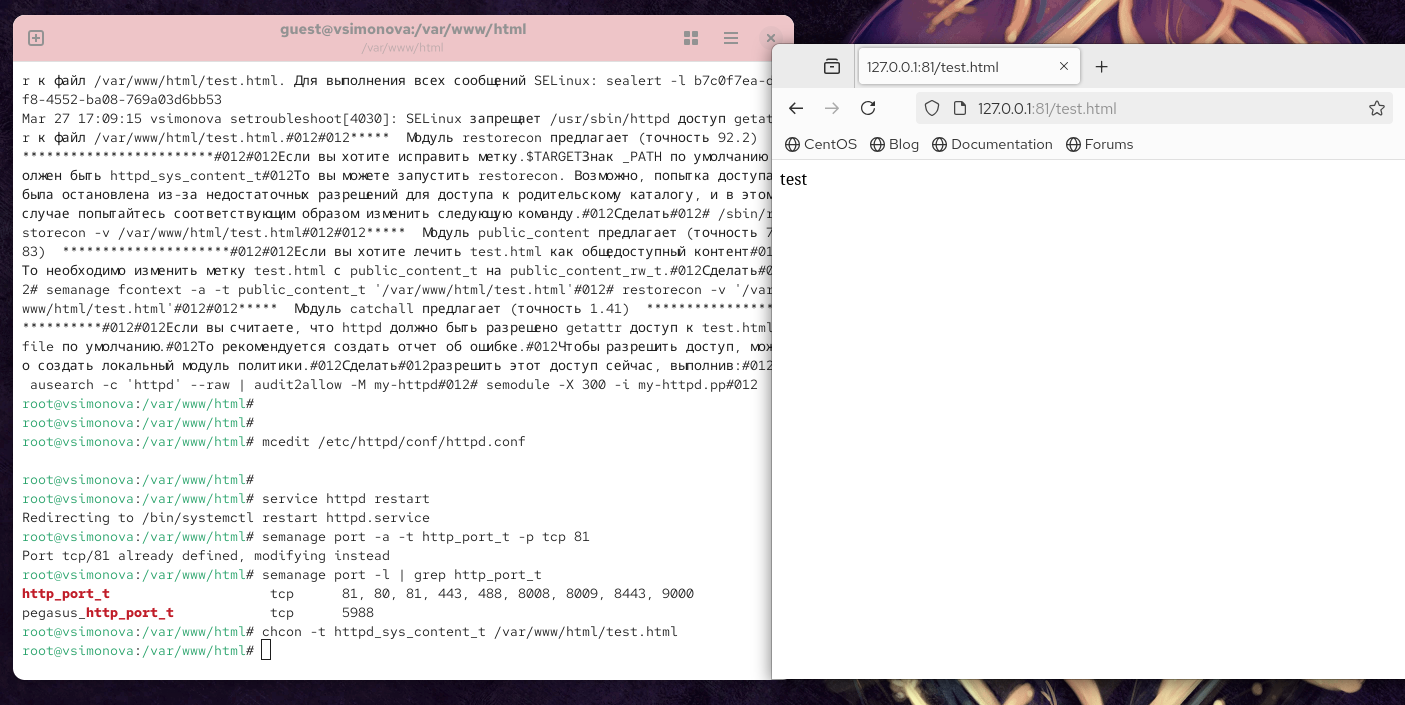 guest@vsimonova:/var/www/html
/var/www/html
r к файл /var/www/html/test.html. Для выполнения всех сообщений SELinux: sealert -l b7c0f7ea-
f8-4552-ba08-769a03d6bb53
Mar 27 17:09:15 vsimonova setroubleshoot[4030]: SELinux запрещает /usr/sbin/httpd доступ getat
r к файл /var/www/html/test.html.#012#012***** Модуль restorecon предлагает (точность 92.2)
************************#012#012Если вы хотите исправить метку.$TARGETЗнак _PATH по умолчанию
олжен быть httpd_sys_content_t#012То вы можете запустить restorecon. Возможно, попытка доступа
была остановлена из-за недостаточных разрешений для доступа к родительскому каталогу, и в этом
случае попытайтесь соответствующим образом изменить следующую команду.#012Сделать#012# /sbin/r
storecon -v /var/www/html/test.html#012#012***** Модуль public_content предлагает (точность 7
83) *********************#012#012Если вы хотите лечить test.html как общедоступный контент#01
То необходимо изменить метку test.html с public_content_t на public_content_rw_t.#012Сделать#0
2# semanage fcontext -a -t public_content_t '/var/www/html/test.html'#012# restorecon -v '/var
www/html/test.html'#012#012***** Модуль catchall предлагает (точность 1.41) ****************
**********#012#012Если вы считаете, что httpd должно быть разрешено getattr доступ к test.html
file по умолчанию.#012То рекомендуется создать отчет об ошибке.#012Чтобы разрешить доступ, мож
о создать локальный модуль политики.#012Сделать#012разрешить этот доступ сейчас, выполнив:#012
ausearch -c 'httpd' --raw | audit2allow -M my-httpd#012# semodule -X 300 -i my-httpd.pp#012
root@vsimonova:/var/www/html#
root@vsimonova:/var/www/html#
root@vsimonova:/var/www/html# mcedit /etc/httpd/conf/httpd.conf
root@vsimonova:/var/www/html#
root@vsimonova:/var/www/html# service httpd restart
Redirecting to /bin/systemctl restart httpd.service
root@vsimonova:/var/www/html# semanage port -a -t http_port_t -p tcp 81
Port tcp/81 already defined, modifying instead
root@vsimonova:/var/www/html# semanage port -l | grep http_port_t
http_port_t tcp 81, 80, 81, 443, 488, 8008, 8009, 8443, 9000
pegasus_http_port_t tcp 5988
root@vsimonova:/var/www/html# chcon -t httpd_sys_content_t /var/www/html/test.html
root@vsimonova:/var/www/html#
127.0.0.1:81/test.html
127.0.0.1:81/test.html
CentOS Blog Documentation Forums
test